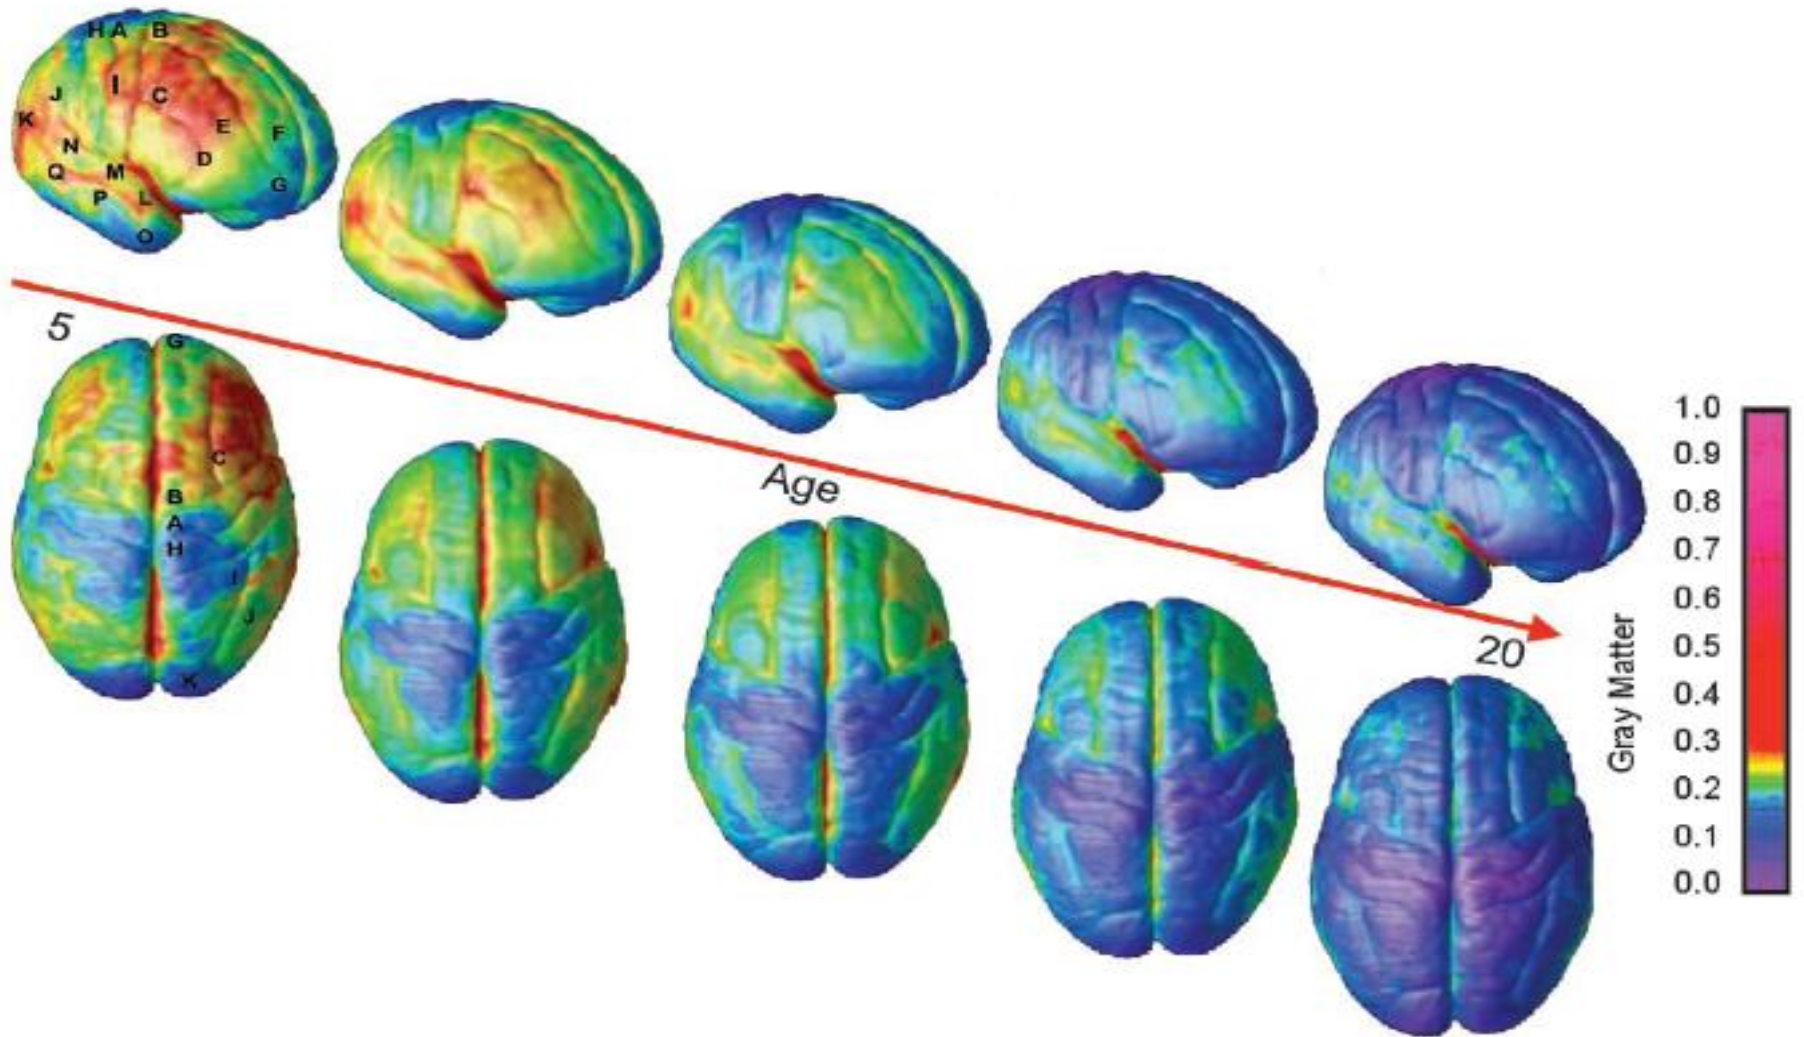 H A B
I C
J
K E F
N D
Q M G
P L
O
5
G
C
B
A
H
I
J
K
Age
20
Gray Matter
1.0
0.9
0.8
0.7
0.6
0.5
0.4
0.3
0.2
0.1
0.0